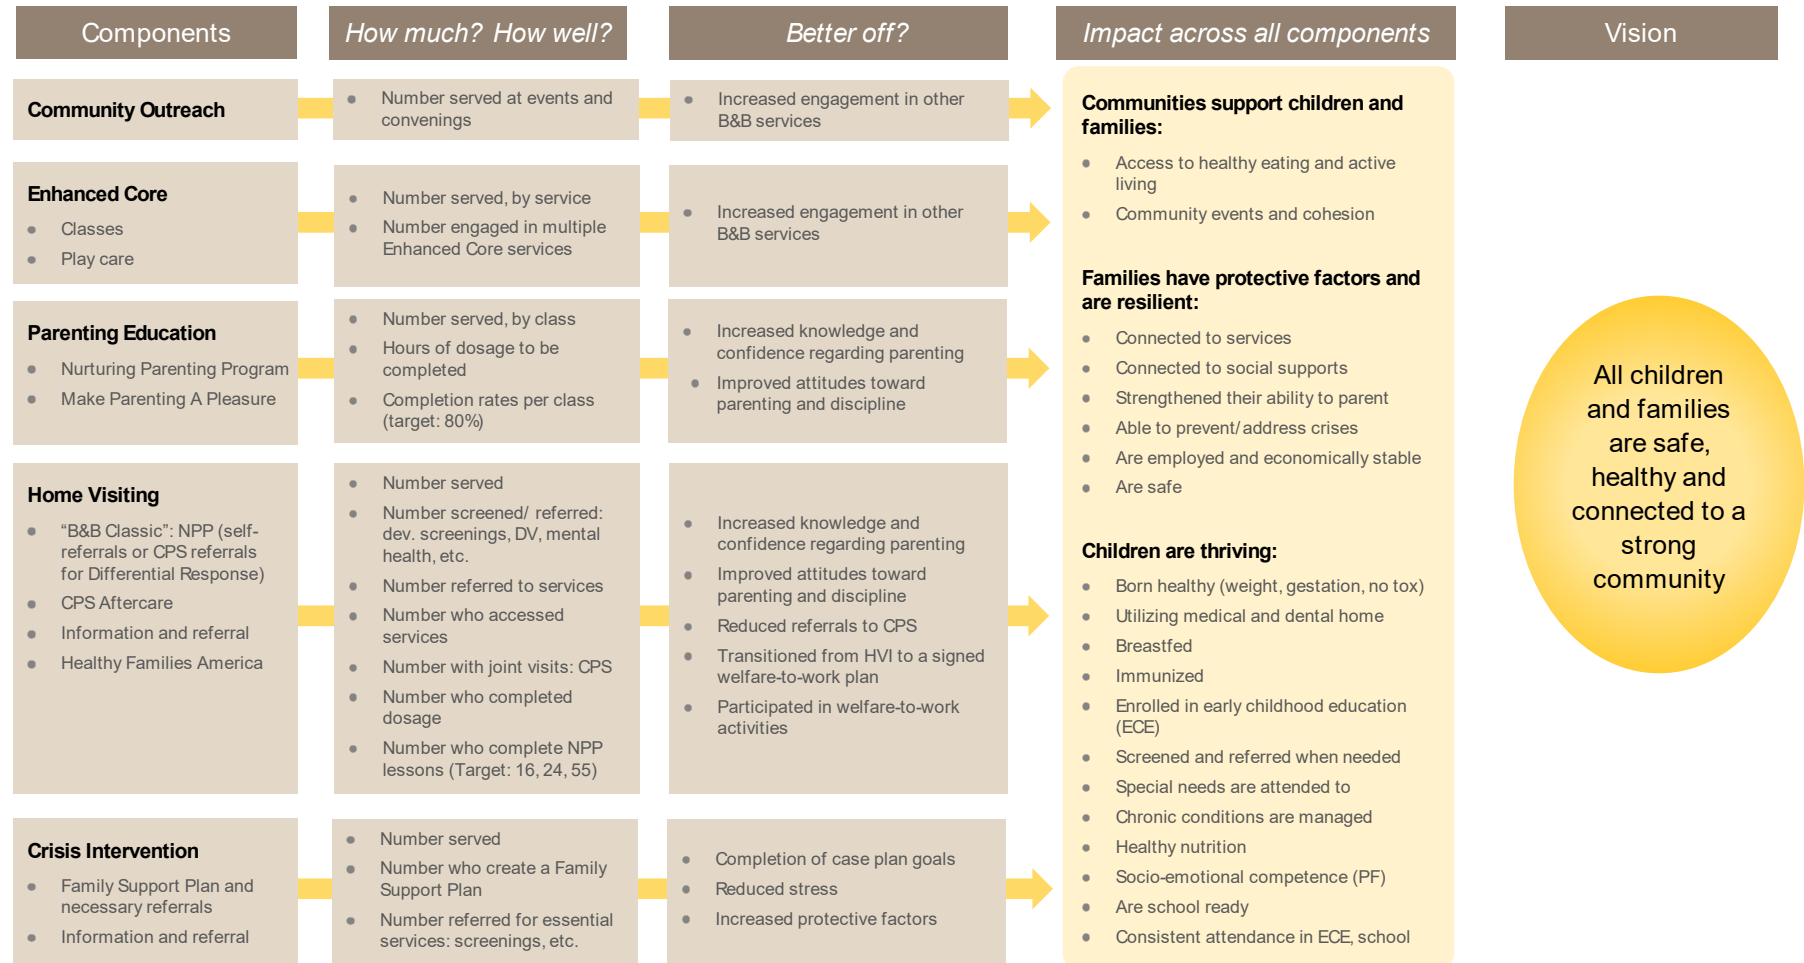 Components
How much? How well?
Better off?
Impact across all components
Vision
Community Outreach
Number served at events and
convenings
Increased engagement in other
B&B services
Enhanced Core
Classes
Play care
Number served, by service
Number engaged in multiple
Enhanced Core services
Increased engagement in other
B&B services
Parenting Education
Nurturing Parenting Program
Make Parenting A Pleasure
Number served, by class
Hours of dosage to be
completed
Completion rates per class
(target: 80%)
Increased knowledge and
confidence regarding parenting
Improved attitudes toward
parenting and discipline
Home Visiting
“B&B Classic”: NPP (self-
referrals or CPS referrals
for Differential Response)
CPS Aftercare
Information and referral
Healthy Families America
Number served
Number screened/ referred:
dev. screenings, DV, mental
health, etc.
Number referred to services
Number who accessed
services
Number with joint visits: CPS
Number who completed
dosage
Number who complete NPP
lessons (Target: 16, 24, 55)
Increased knowledge and
confidence regarding parenting
Improved attitudes toward
parenting and discipline
Reduced referrals to CPS
Transitioned from HVI to a signed
welfare-to-work plan
Participated in welfare-to-work
activities
Crisis Intervention
Family Support Plan and
necessary referrals
Information and referral
Number served
Number who create a Family
Support Plan
Number referred for essential
services: screenings, etc.
Completion of case plan goals
Reduced stress
Increased protective factors
Communities support children and
families:
Access to healthy eating and active
living
Community events and cohesion
Families have protective factors and
are resilient:
Connected to services
Connected to social supports
Strengthened their ability to parent
Able to prevent/ address crises
Are employed and economically stable
Are safe
Children are thriving:
Born healthy (weight, gestation, no tox)
Utilizing medical and dental home
Breastfed
Immunized
Enrolled in early childhood education
(ECE)
Screened and referred when needed
Special needs are attended to
Chronic conditions are managed
Healthy nutrition
Socio-emotional competence (PF)
Are school ready
Consistent attendance in ECE, school
All children
and families
are safe,
healthy and
connected to a
strong
community